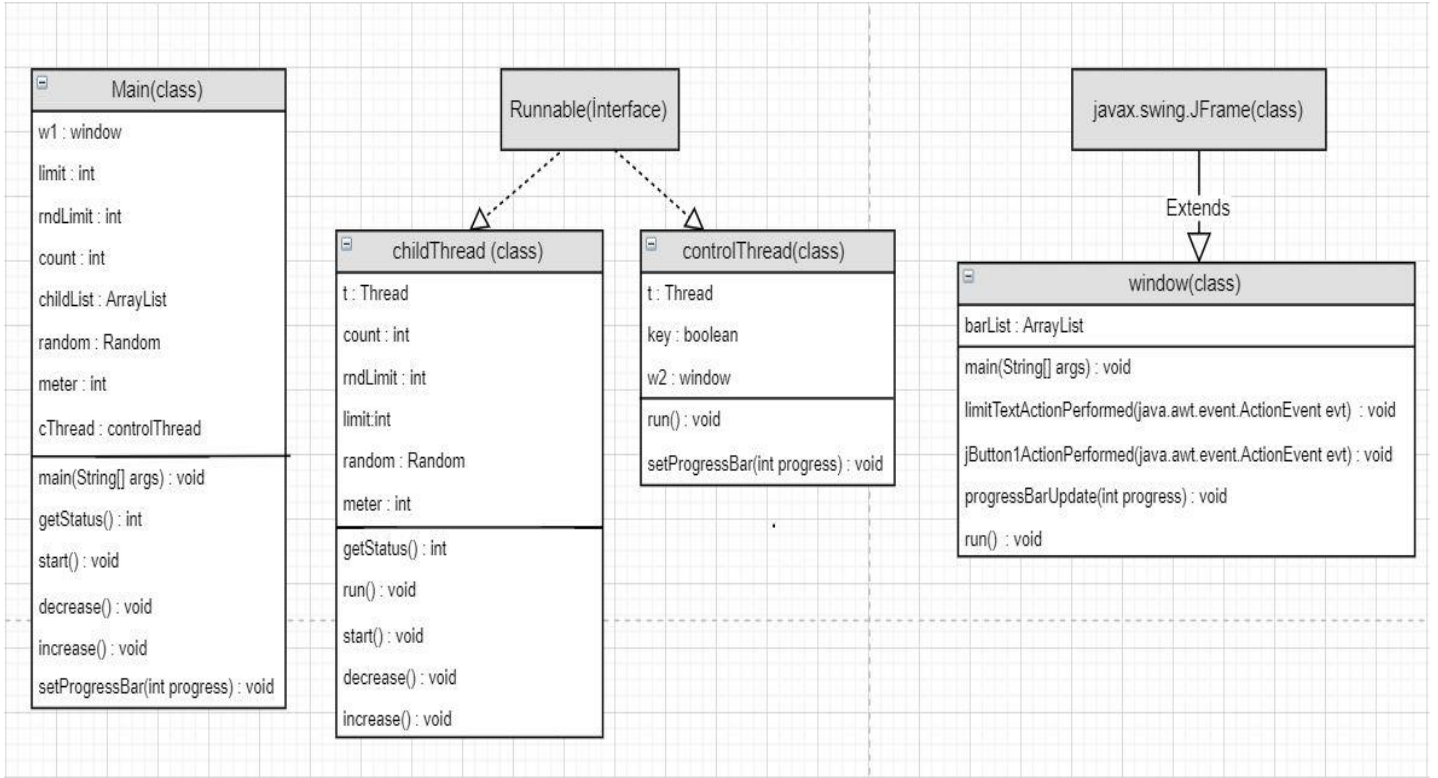 Main(class)
w1 : window
limit : int
rndLimit : int
count : int
childList : ArrayList
random : Random
meter : int
cThread : controlThread
main(String[] args) : void
getStatus() : int
start() : void
decrease() : void
increase() : void
setProgressBar(int progress) : void
Runnable(İnterface)
childThread (class)
t : Thread
count : int
rndLimit : int
limit:int
random : Random
meter : int
getStatus() : int
run() : void
start() : void
decrease() : void
increase() : void
controlThread(class)
t : Thread
key : boolean
w2 : window
run() : void
setProgressBar(int progress) : void
javax.swing.JFrame(class)
Extends
window(class)
barList : ArrayList
main(String[] args) : void
limitTextActionPerformed(java.awt.event.ActionEvent evt) : void
jButton1ActionPerformed(java.awt.event.ActionEvent evt) : void
progressBarUpdate(int progress) : void
run() : void